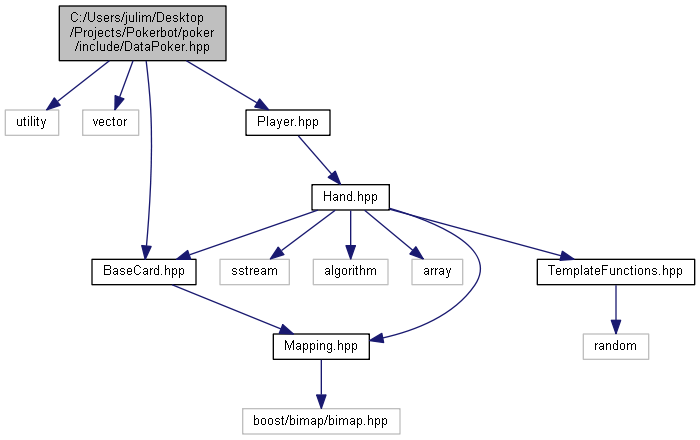 C:/Users/julim/Desktop
/Projects/Pokerbot/poker
/include/DataPoker.hpp
utility
vector
Player.hpp
Hand.hpp
BaseCard.hpp
sstream
algorithm
array
TemplateFunctions.hpp
Mapping.hpp
random
boost/bimap/bimap.hpp